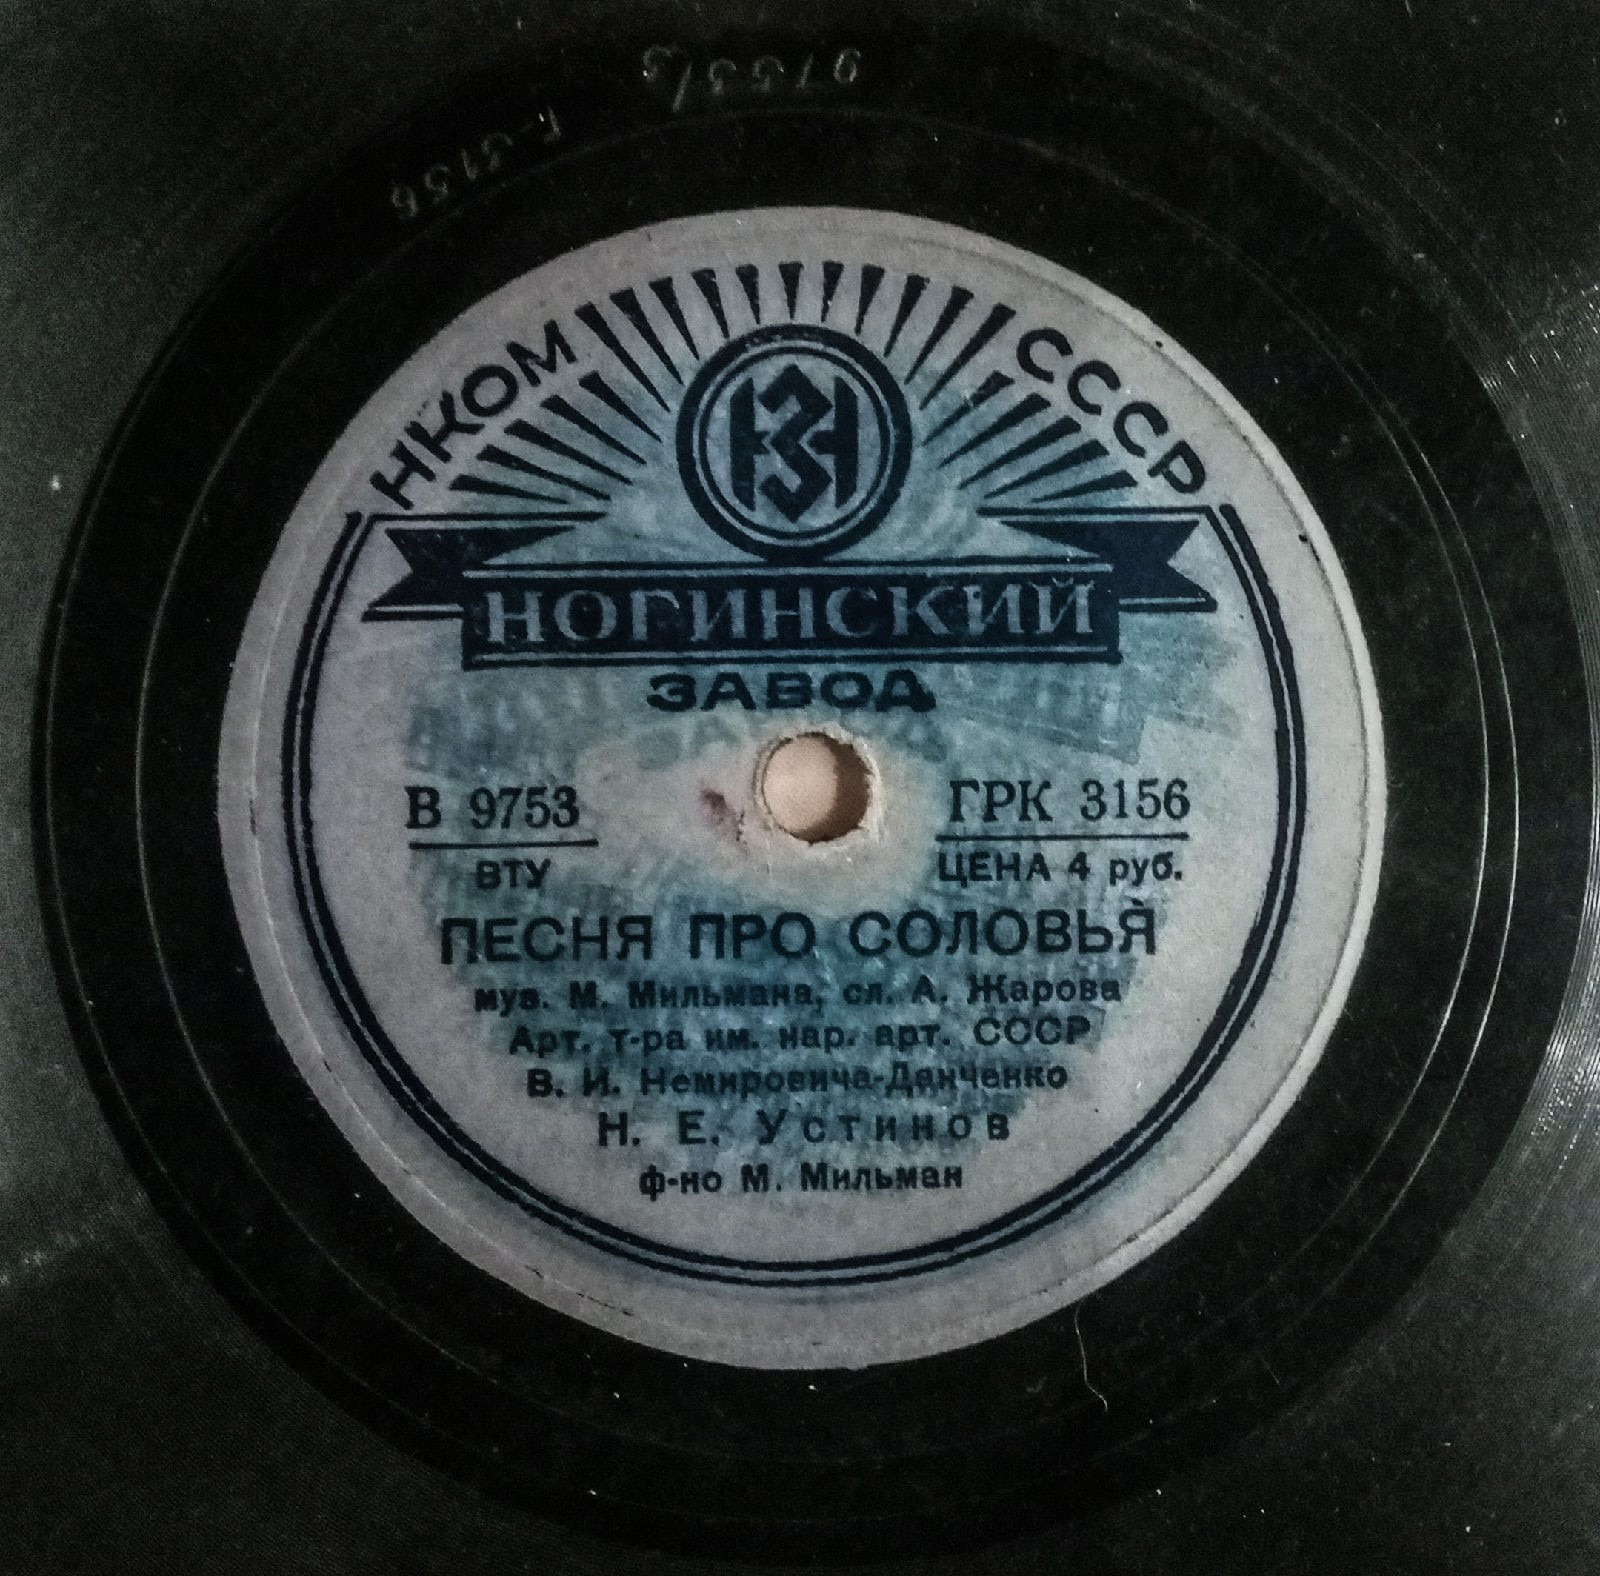 9753/3
Г-3156
НКОМ СССР
НЗН
НОГИНСКИЙ
ЗАВОД
В 9753
ВТУ
ГРК 3156
ЦЕНА 4 руб.
ПЕСНЯ ПРО СОЛОВЬЯ
муз. М. Мильмана, сл. А. Жарова
Арт. т-ра им. нар. арт. СССР
В. И. Немировича-Данченко
Н. Е. Устинов
ф-но М. Мильман